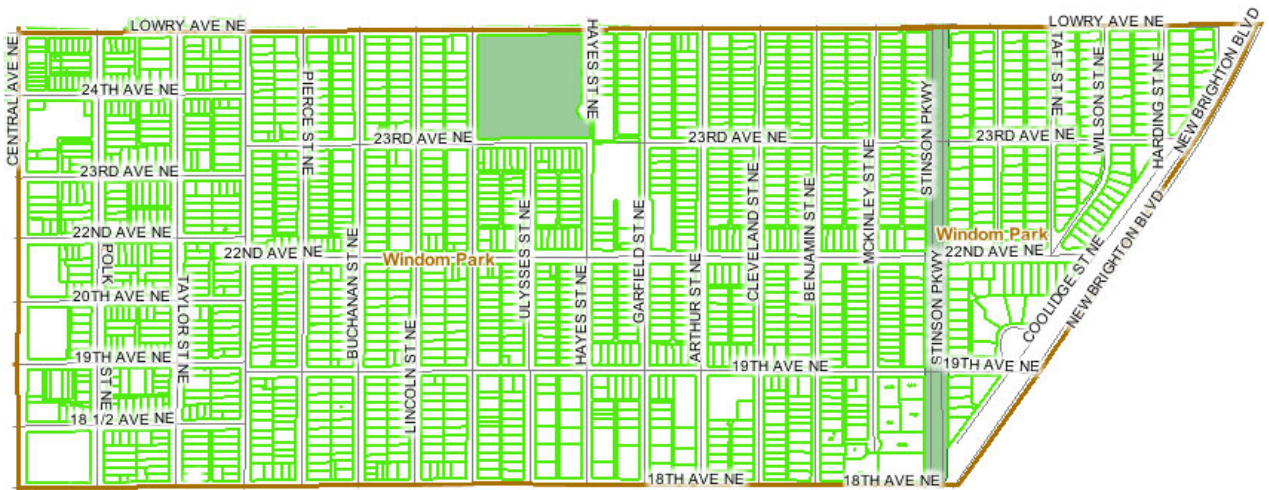 LOWRY AVE NE
LOWRY AVE NE
CENTRAL AVE NE
24TH AVE NE
PIERCE ST NE
HAYES ST NE
TAFT ST NE
WILSON ST NE
HARDING ST NE
NEW BRIGHTON BLVD
23RD AVE NE
23RD AVE NE
23RD AVE NE
23RD AVE NE
STINSON PKWY
MCKINLEY ST NE
CLEVELAND ST NE
BENJAMIN ST NE
22ND AVE NE
22ND AVE NE
22ND AVE NE
POLK
ST NE
TAYLOR ST NE
BUCHANAN ST NE
Windom Park
Windom Park
ULYSSES ST NE
GARFIELD ST NE
ARTHUR ST NE
HAYES ST NE
LINCOLN ST NE
STINSON PKWY
COOLIDGE ST NE
NEW BRIGHTON BLVD
20TH AVE NE
19TH AVE NE
19TH AVE NE
19TH AVE NE
18 1/2 AVE NE
18TH AVE NE
18TH AVE NE